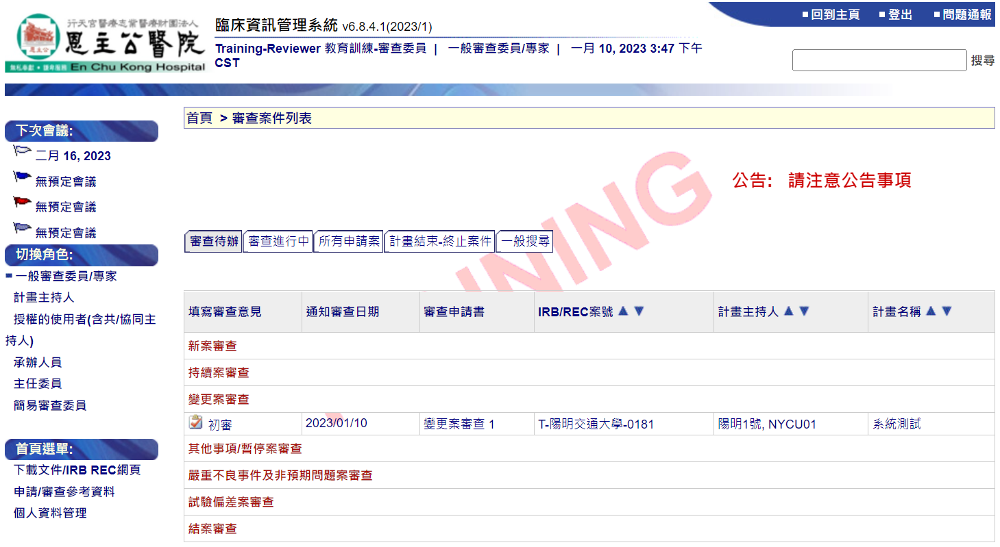 行天宮醫療志業醫療財團法人
恩主公醫院
En Chu Kong Hospital
臨床資訊管理系統 v6.8.4.1(2023/1)
Training-Reviewer 教育訓練-審查委員 | 一般審查委員/專家 | 一月 10, 2023 3:47 下午
CST
回到主頁 登出 問題通報
搜尋
下次會議:
二月 16, 2023
無預定會議
無預定會議
無預定會議
切換角色:
一般審查委員/專家
計畫主持人
授權的使用者(含共/協同主
持人)
承辦人員
主任委員
簡易審查委員
首頁選單:
下載文件/IRB REC網頁
申請/審查參考資料
個人資料管理
首頁 > 審查案件列表
公告: 請注意公告事項
審查待辦 審查進行中 所有申請案 計畫結束-終止案件 一般搜尋
填寫審查意見 通知審查日期 審查申請書 IRB/REC案號 ▲ ▼ 計畫主持人 ▲ ▼ 計畫名稱 ▲ ▼
新案審查
持續案審查
變更案審查
初審 2023/01/10 變更案審查 1 T-陽明交通大學-0181 陽明1號, NYCU01 系統測試
其他事項/暫停案審查
嚴重不良事件及非預期問題案審查
試驗偏差案審查
結案審查